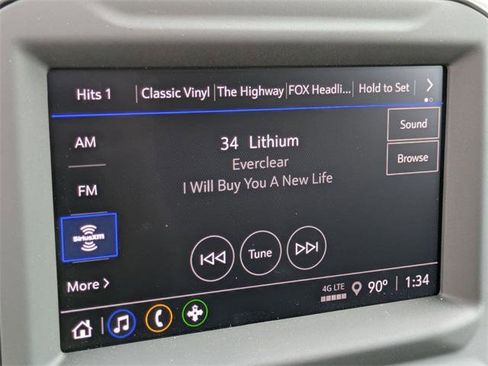 Hits 1 Classic Vinyl The Highway FOX Headli... Hold to Set
AM
34 Lithium
Sound
Everclear
Browse
FM
I Will Buy You A New Life
SiriusXM
Tune
More
4G LTE
90° 1:34